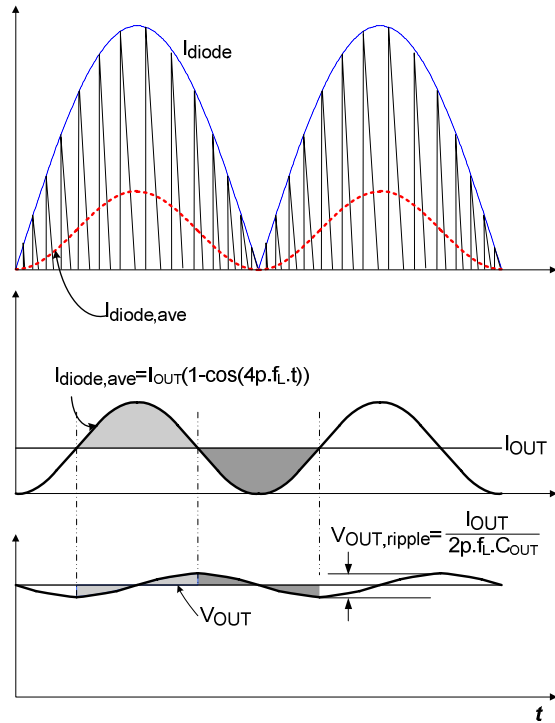 Idiode
Idiode,ave
Idiode,ave=IOUT(1-cos(4p.fL.t))
IOUT
VOUT,ripple=
IOUT
2p.fL.COUT
VOUT
t